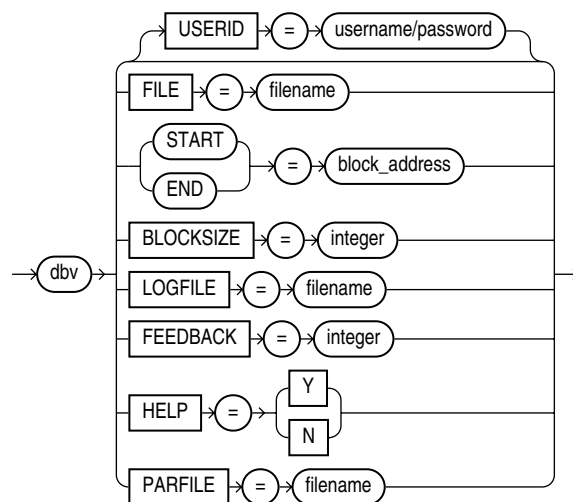 USERID = username/password
FILE = filename
START
= block_address
END
BLOCKSIZE = integer
dbv
LOGFILE = filename
FEEDBACK = integer
Y
HELP =
N
PARFILE = filename